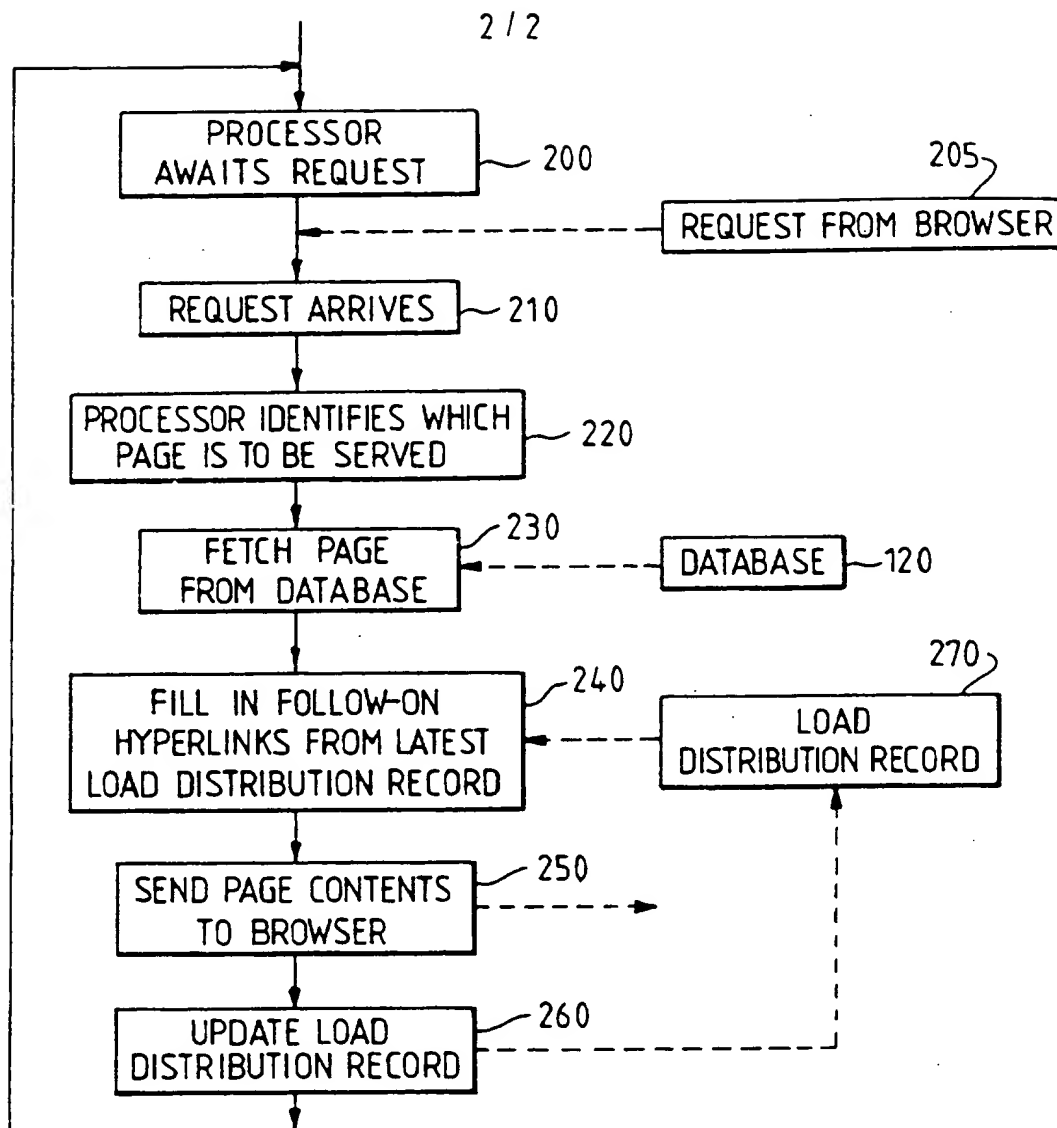 2 / 2
PROCESSOR
AWAITS REQUEST
200
205
REQUEST FROM BROWSER
REQUEST ARRIVES
210
PROCESSOR IDENTIFIES WHICH
PAGE IS TO BE SERVED
220
230
FETCH PAGE
FROM DATABASE
DATABASE
120
240
FILL IN FOLLOW-ON
HYPERLINKS FROM LATEST
LOAD DISTRIBUTION RECORD
270
LOAD
DISTRIBUTION RECORD
250
SEND PAGE CONTENTS
TO BROWSER
260
UPDATE LOAD
DISTRIBUTION RECORD